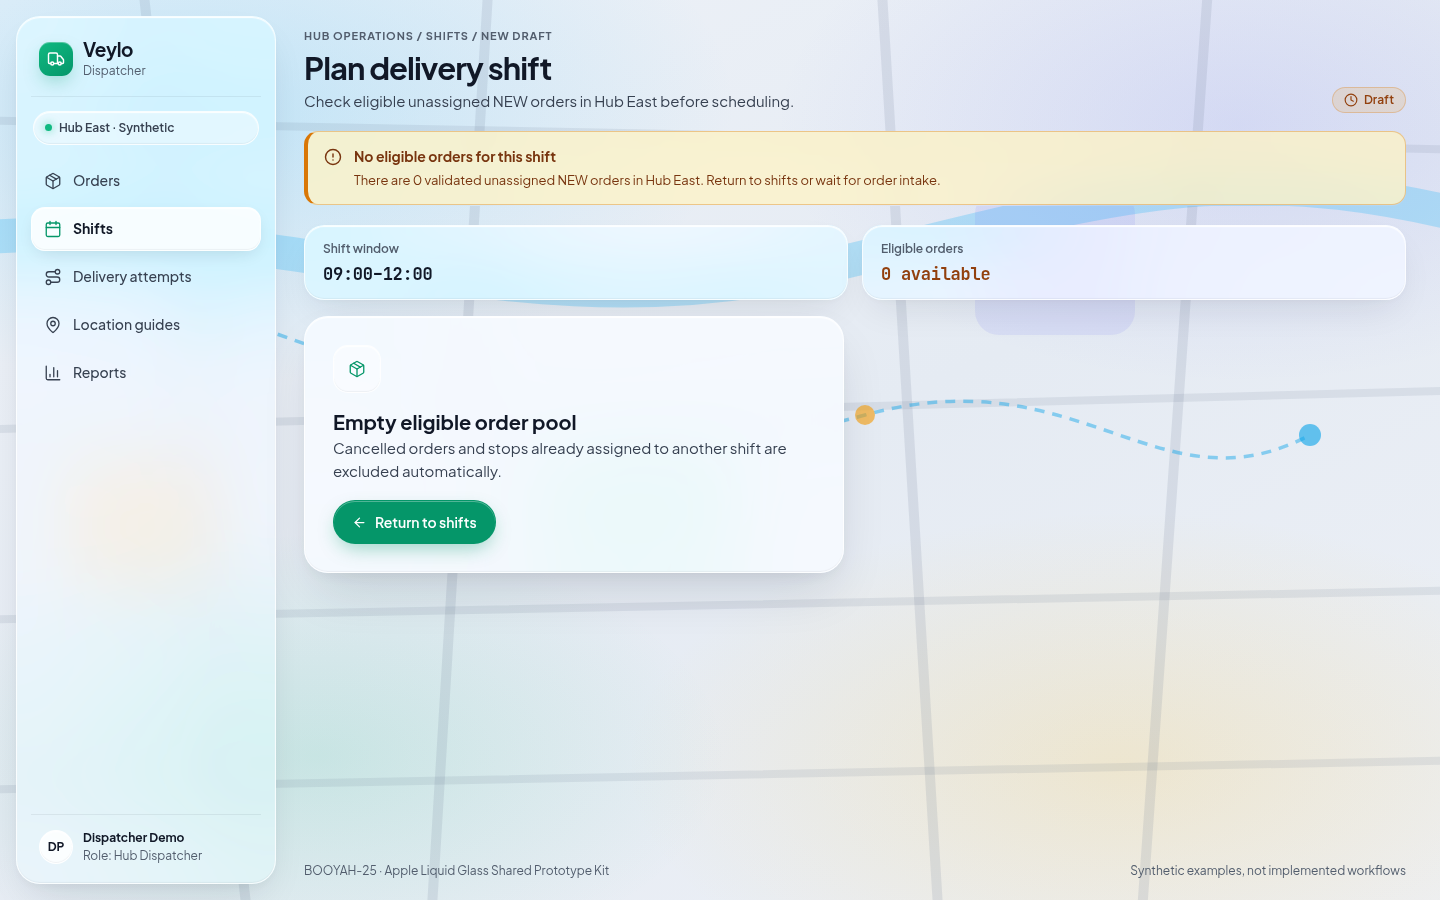 Veylo
Dispatcher
Hub East · Synthetic
Orders
Shifts
Delivery attempts
Location guides
Reports
DP
Dispatcher Demo
Role: Hub Dispatcher
HUB OPERATIONS / SHIFTS / NEW DRAFT
Plan delivery shift
Check eligible unassigned NEW orders in Hub East before scheduling.
Draft
No eligible orders for this shift
There are 0 validated unassigned NEW orders in Hub East. Return to shifts or wait for order intake.
Shift window
09:00–12:00
Eligible orders
0 available
Empty eligible order pool
Cancelled orders and stops already assigned to another shift are
excluded automatically.
Return to shifts
BOOYAH-25 · Apple Liquid Glass Shared Prototype Kit
Synthetic examples, not implemented workflows